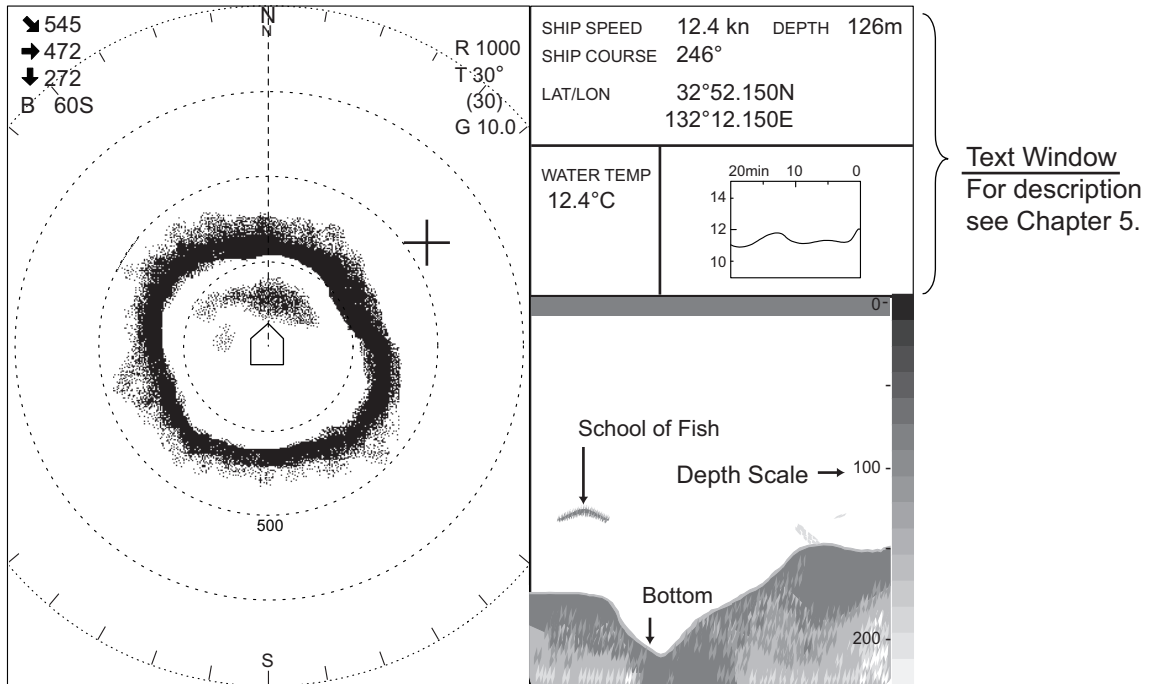 545
472
272
B 60S
N
N
R 1000
T 30°
(30)
G 10.0
500
S
SHIP SPEED 12.4 kn DEPTH 126m
SHIP COURSE 246°
LAT/LON 32°52.150N
132°12.150E
WATER TEMP
12.4°C
20min 10 0
14
12
10
Text Window
For description
see Chapter 5.
0
School of Fish
Depth Scale
100
Bottom
200